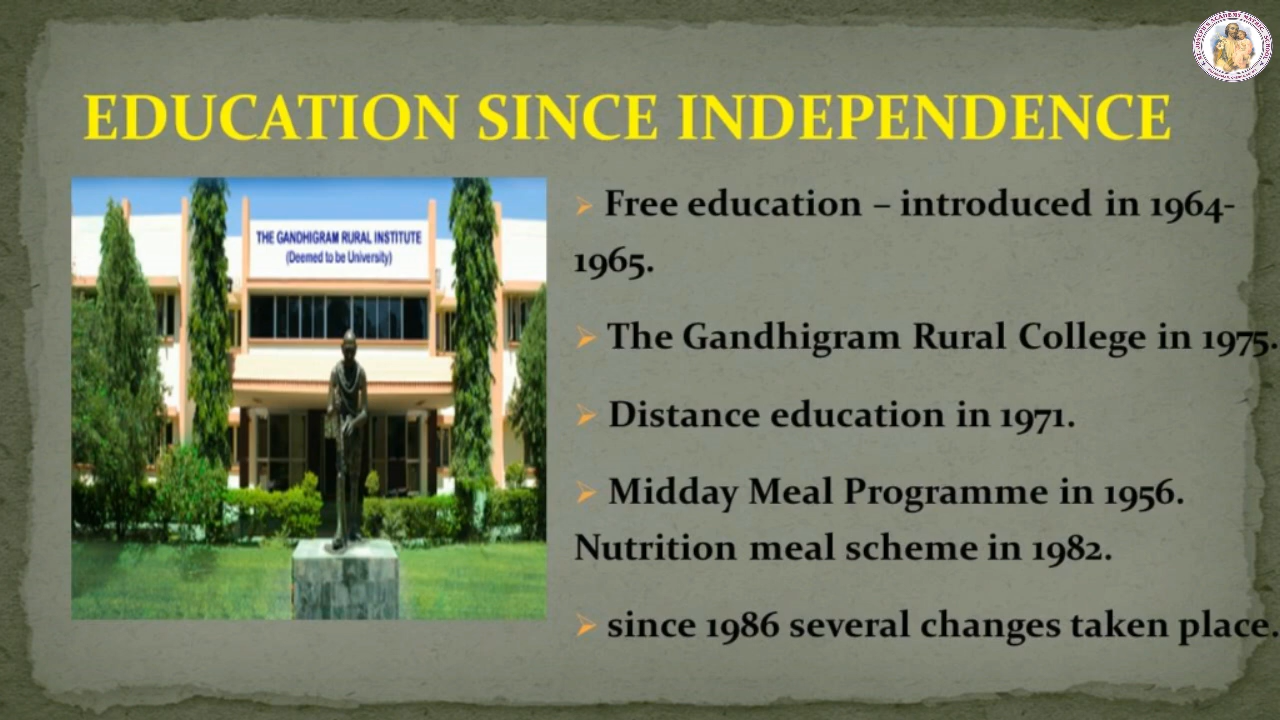 EDUCATION SINCE INDEPENDENCE
THE GANDHIGRAM RURAL INSTITUTE
(Deemed to be University)
Free education – introduced in 1964-
1965.
The Gandhigram Rural College in 1975.
Distance education in 1971.
Midday Meal Programme in 1956.
Nutrition meal scheme in 1982.
since 1986 several changes taken place.